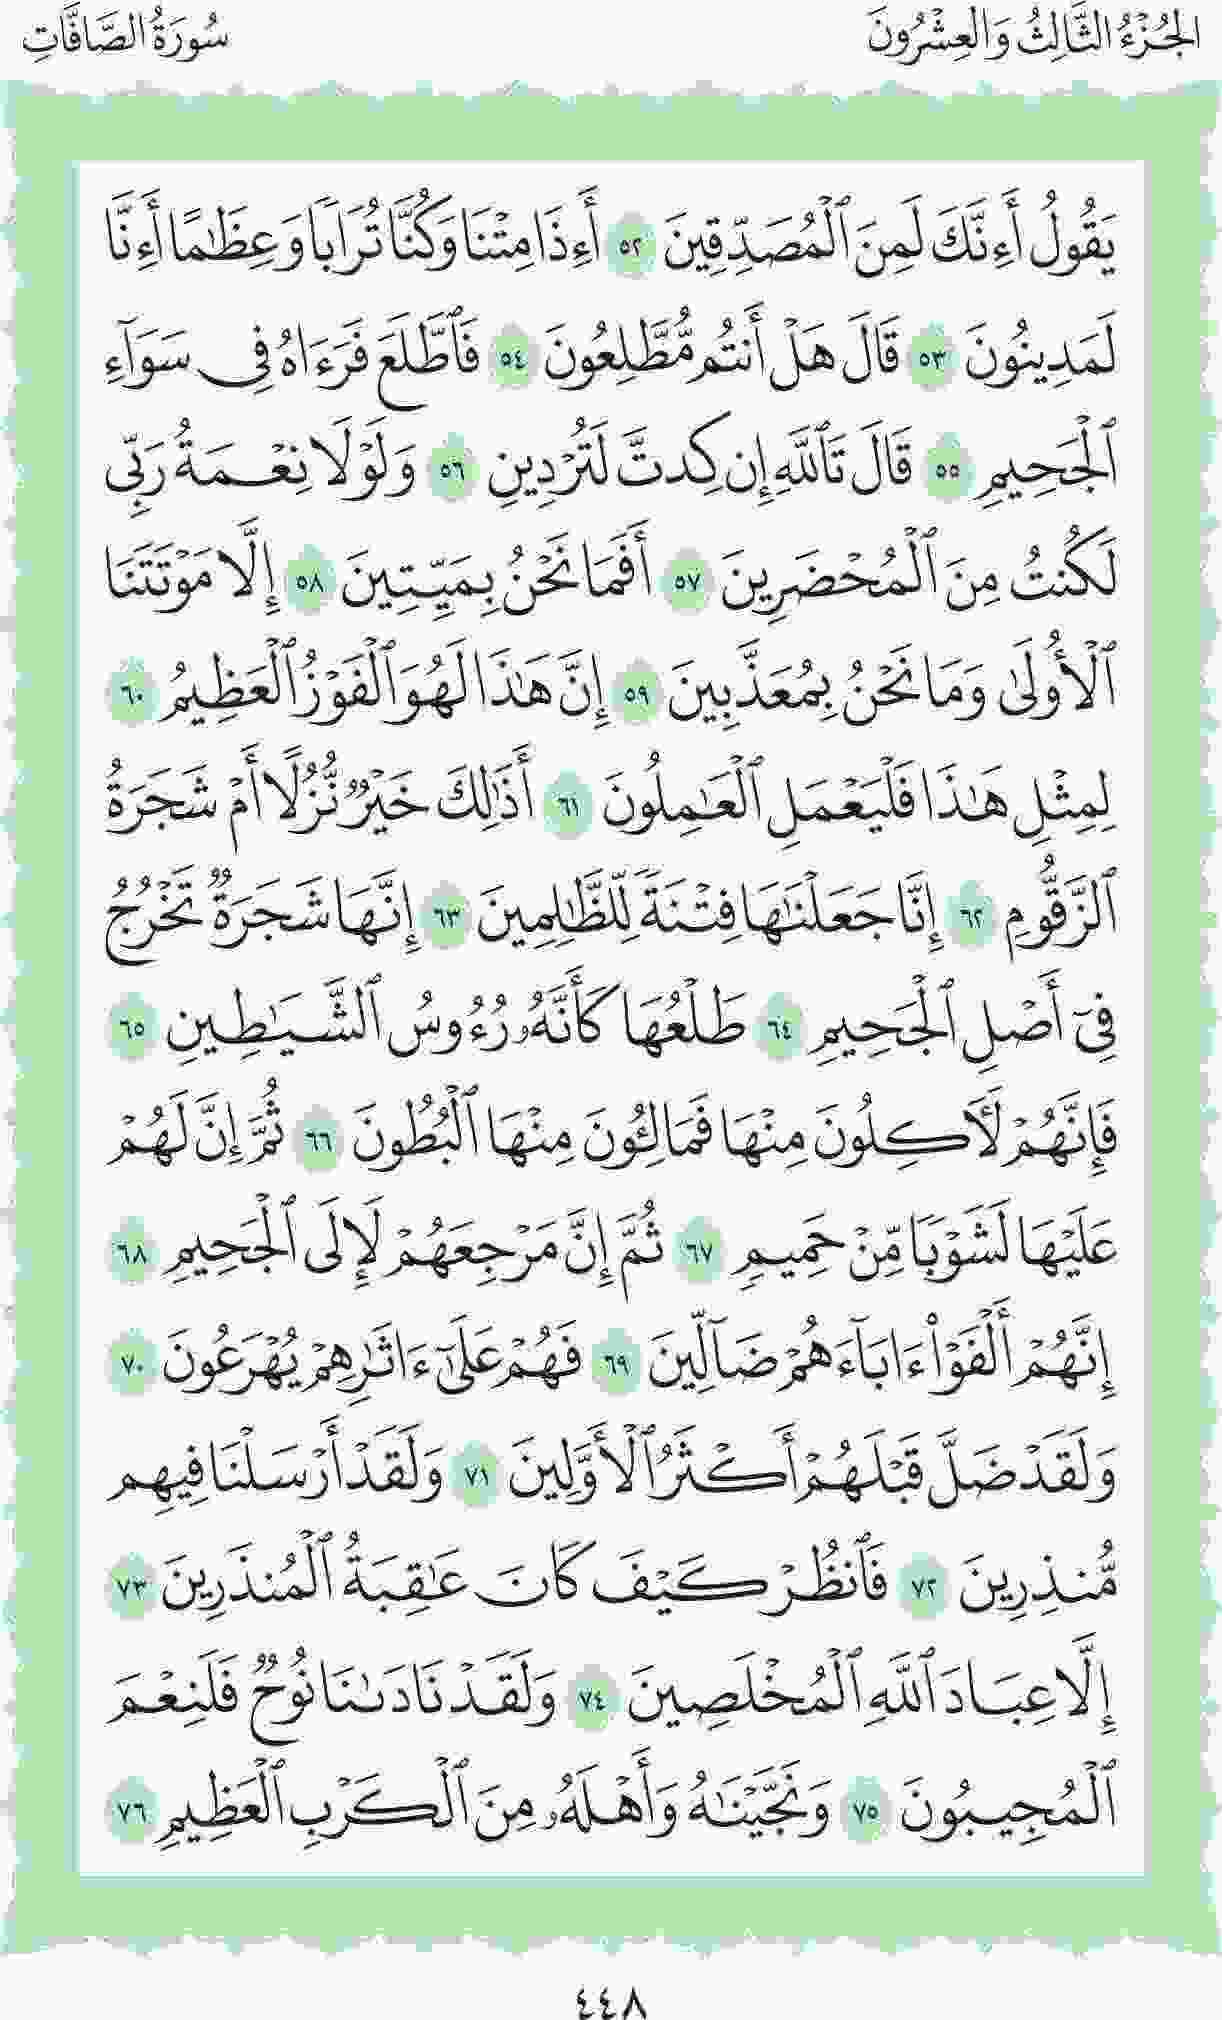 الجُزْءُ الثَّالِثُ وَالعِشْرُونَ سُورَةُ الصَّافَّاتِ
يَقُولُ أَءِنَّكَ لَمِنَ ٱلْمُصَدِّقِينَ ٥٢ أَءِذَا مِتْنَا وَكُنَّا تُرَابًا وَعِظَٰمًا أَءِنَّا
لَمَدِينُونَ ٥٣ قَالَ هَلْ أَنتُم مُّطَّلِعُونَ ٥٤ فَٱطَّلَعَ فَرَءَاهُ فِى سَوَآءِ
ٱلْجَحِيمِ ٥٥ قَالَ تَٱللَّهِ إِن كِدتَّ لَتُرْدِينِ ٥٦ وَلَوْلَا نِعْمَةُ رَبِّى
لَكُنتُ مِنَ ٱلْمُحْضَرِينَ ٥٧ أَفَمَا نَحْنُ بِمَيِّتِينَ ٥٨ إِلَّا مَوْتَتَنَا
ٱلْأُولَىٰ وَمَا نَحْنُ بِمُعَذَّبِينَ ٥٩ إِنَّ هَٰذَا لَهُوَ ٱلْفَوْزُ ٱلْعَظِيمُ ٦٠
لِمِثْلِ هَٰذَا فَلْيَعْمَلِ ٱلْعَٰمِلُونَ ٦١ أَذَٰلِكَ خَيْرٌ نُّزُلًا أَمْ شَجَرَةُ
ٱلزَّقُّومِ ٦٢ إِنَّا جَعَلْنَٰهَا فِتْنَةً لِّلظَّٰلِمِينَ ٦٣ إِنَّهَا شَجَرَةٌ تَخْرُجُ
فِىٓ أَصْلِ ٱلْجَحِيمِ ٦٤ طَلْعُهَا كَأَنَّهُۥ رُءُوسُ ٱلشَّيَٰطِينِ ٦٥
فَإِنَّهُمْ لَءَاكِلُونَ مِنْهَا فَمَالِـُٔونَ مِنْهَا ٱلْبُطُونَ ٦٦ ثُمَّ إِنَّ لَهُمْ
عَلَيْهَا لَشَوْبًا مِّنْ حَمِيمٍ ٦٧ ثُمَّ إِنَّ مَرْجِعَهُمْ لَإِلَى ٱلْجَحِيمِ ٦٨
إِنَّهُمْ أَلْفَوْا۟ ءَابَآءَهُمْ ضَآلِّينَ ٦٩ فَهُمْ عَلَىٰٓ ءَاثَٰرِهِمْ يُهْرَعُونَ ٧٠
وَلَقَدْ ضَلَّ قَبْلَهُمْ أَكْثَرُ ٱلْأَوَّلِينَ ٧١ وَلَقَدْ أَرْسَلْنَا فِيهِم
مُّنذِرِينَ ٧٢ فَٱنظُرْ كَيْفَ كَانَ عَٰقِبَةُ ٱلْمُنذَرِينَ ٧٣
إِلَّا عِبَادَ ٱللَّهِ ٱلْمُخْلَصِينَ ٧٤ وَلَقَدْ نَادَىٰنَا نُوحٌ فَلَنِعْمَ
ٱلْمُجِيبُونَ ٧٥ وَنَجَّيْنَٰهُ وَأَهْلَهُۥ مِنَ ٱلْكَرْبِ ٱلْعَظِيمِ ٧٦
٤٤٨